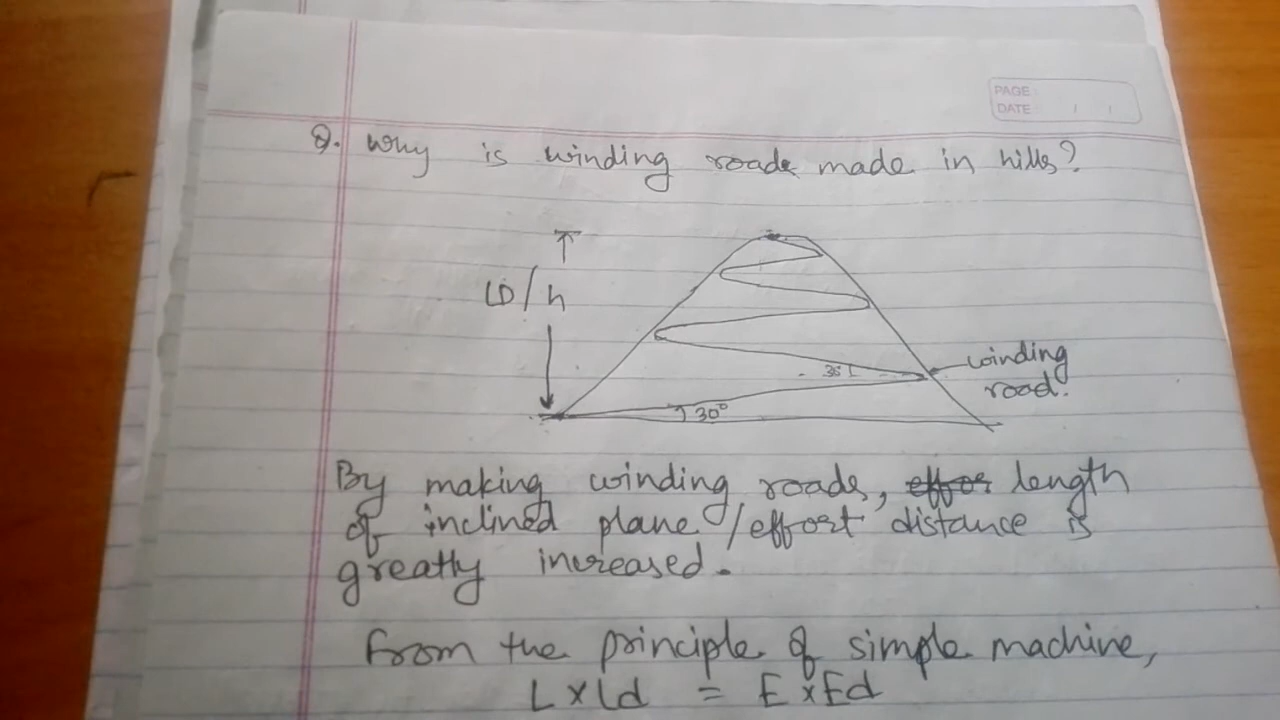 PAGE :
DATE : / /
Q. Why is winding roads made in hills?
LD/h
30°
winding
road.
30°
By making winding roads, length
of inclined plane / effort distance is
greatly increased.
from the principle of simple machine,
L x Ld = E x Ed